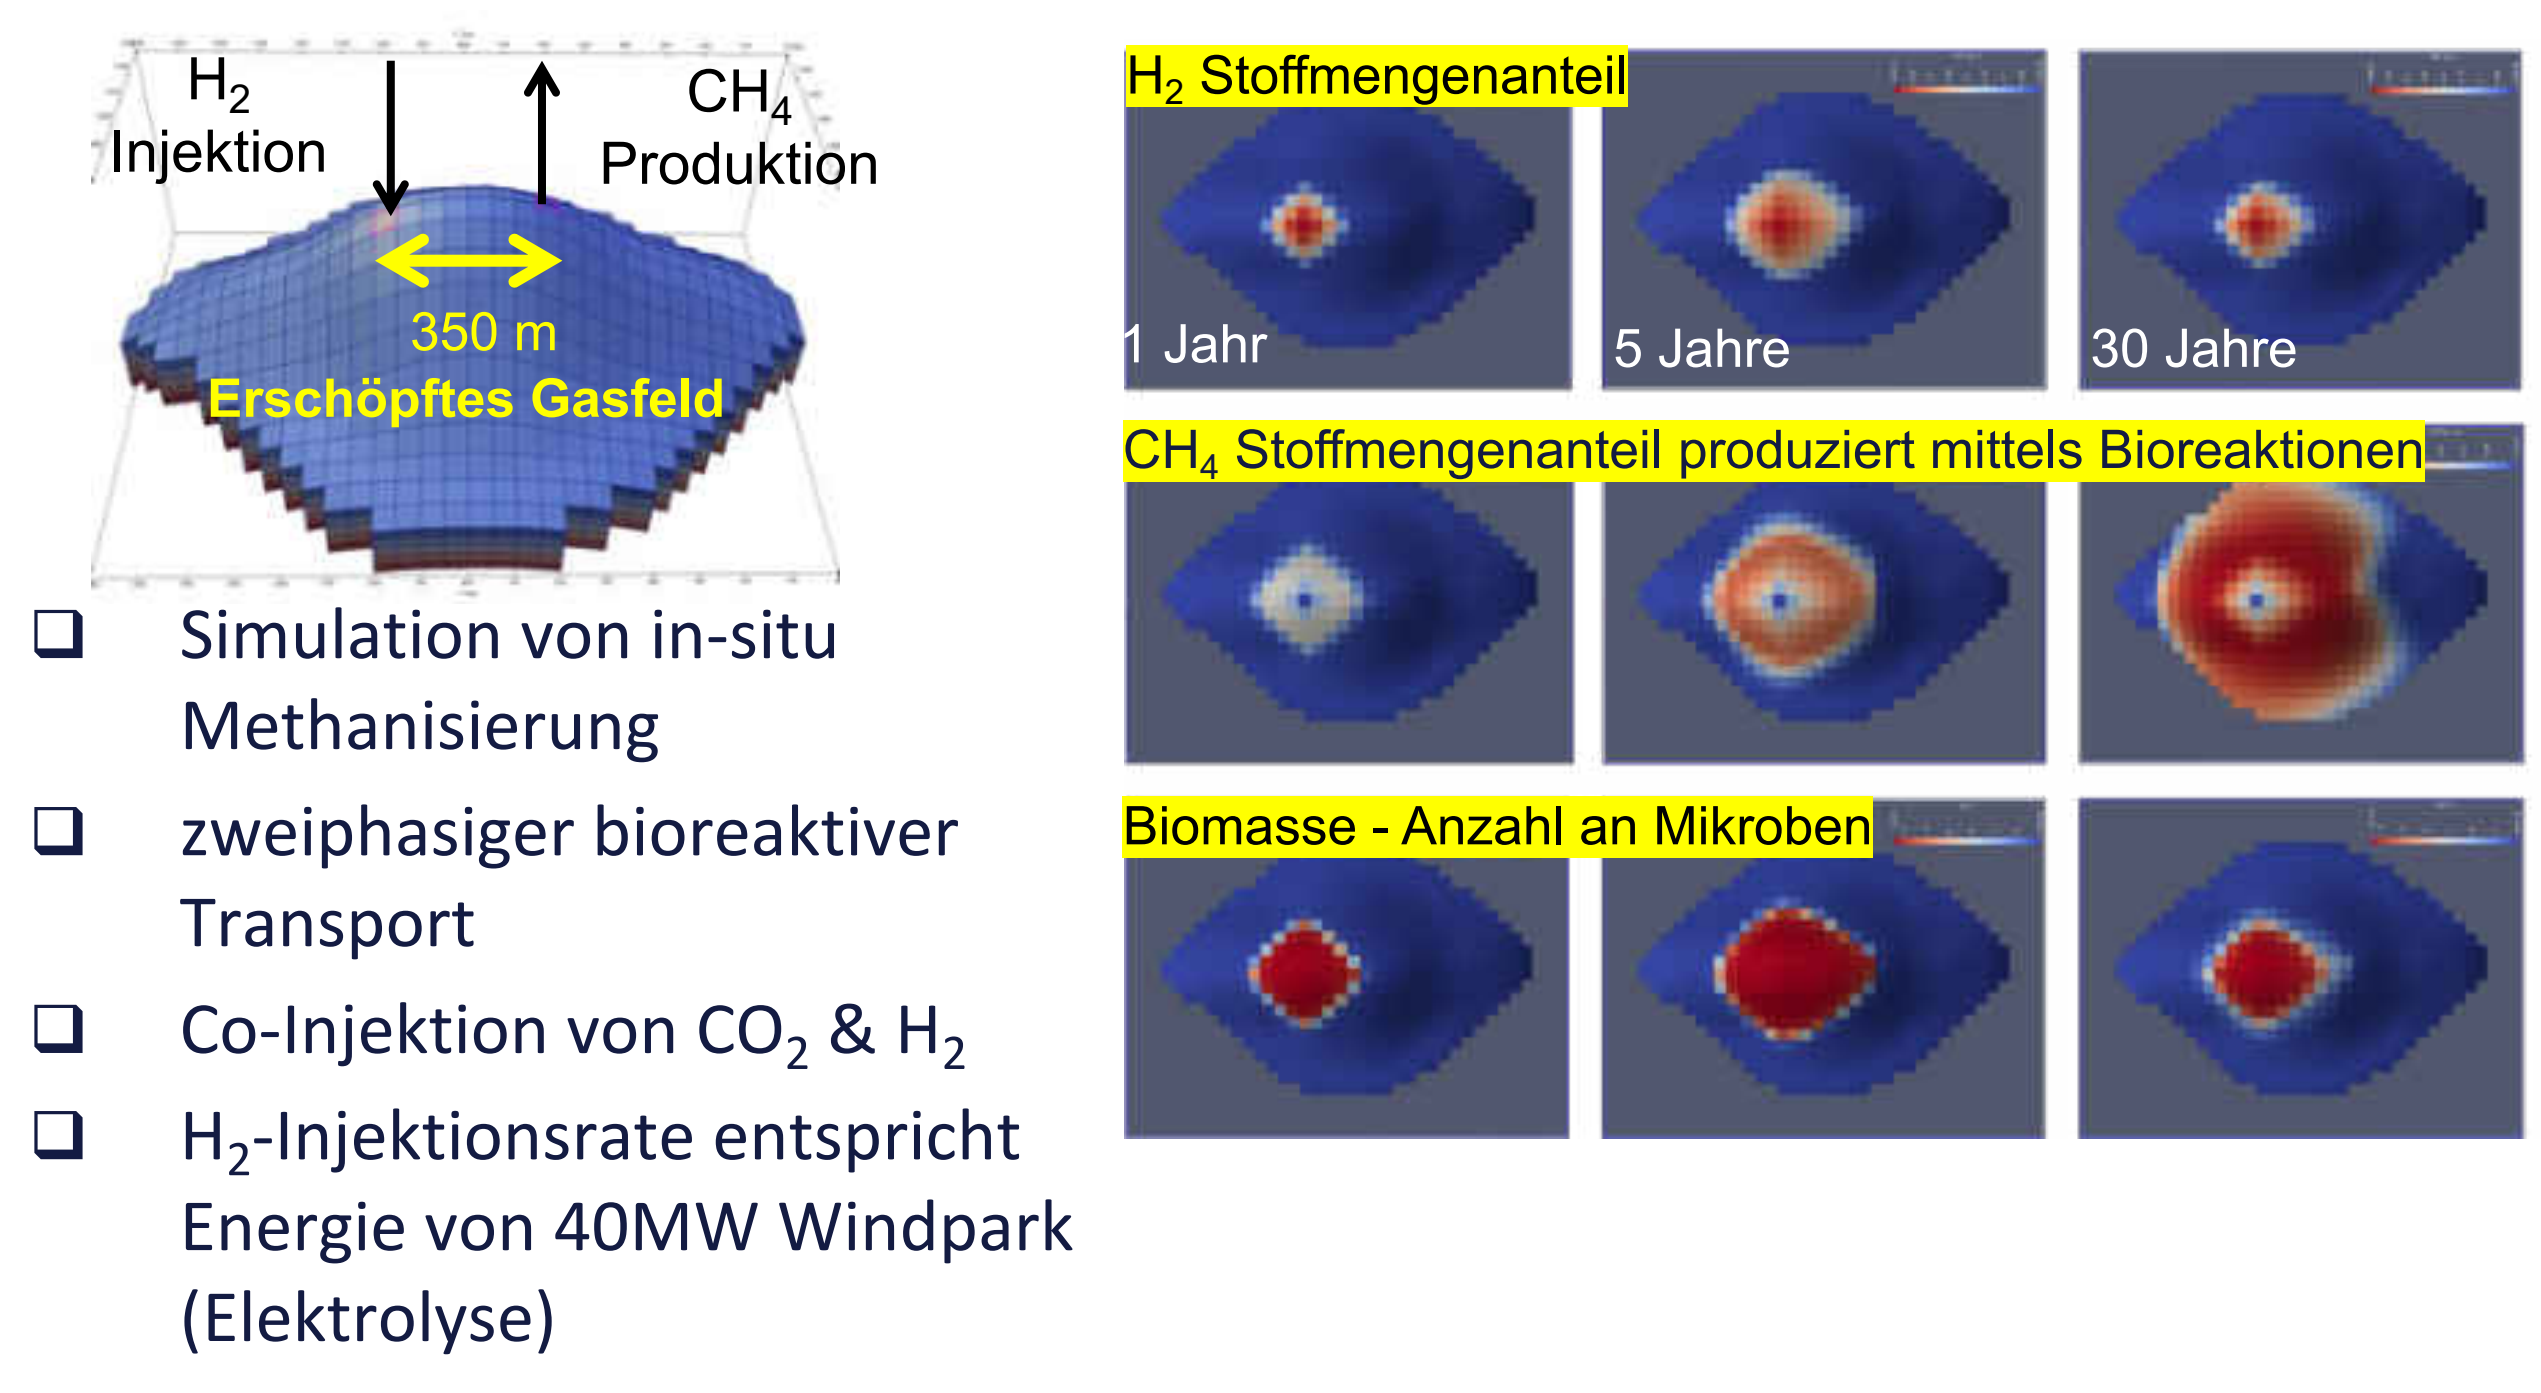 H₂
Injektion
CH₄
Produktion
350 m
Erschöpftes Gasfeld
❑ Simulation von in-situ
Methanisierung
❑ zweiphasiger bioreaktiver
Transport
❑ Co-Injektion von CO₂ & H₂
❑ H₂-Injektionsrate entspricht
Energie von 40MW Windpark
(Elektrolyse)
H₂ Stoffmengenanteil
1 Jahr
5 Jahre
30 Jahre
CH₄ Stoffmengenanteil produziert mittels Bioreaktionen
Biomasse - Anzahl an Mikroben